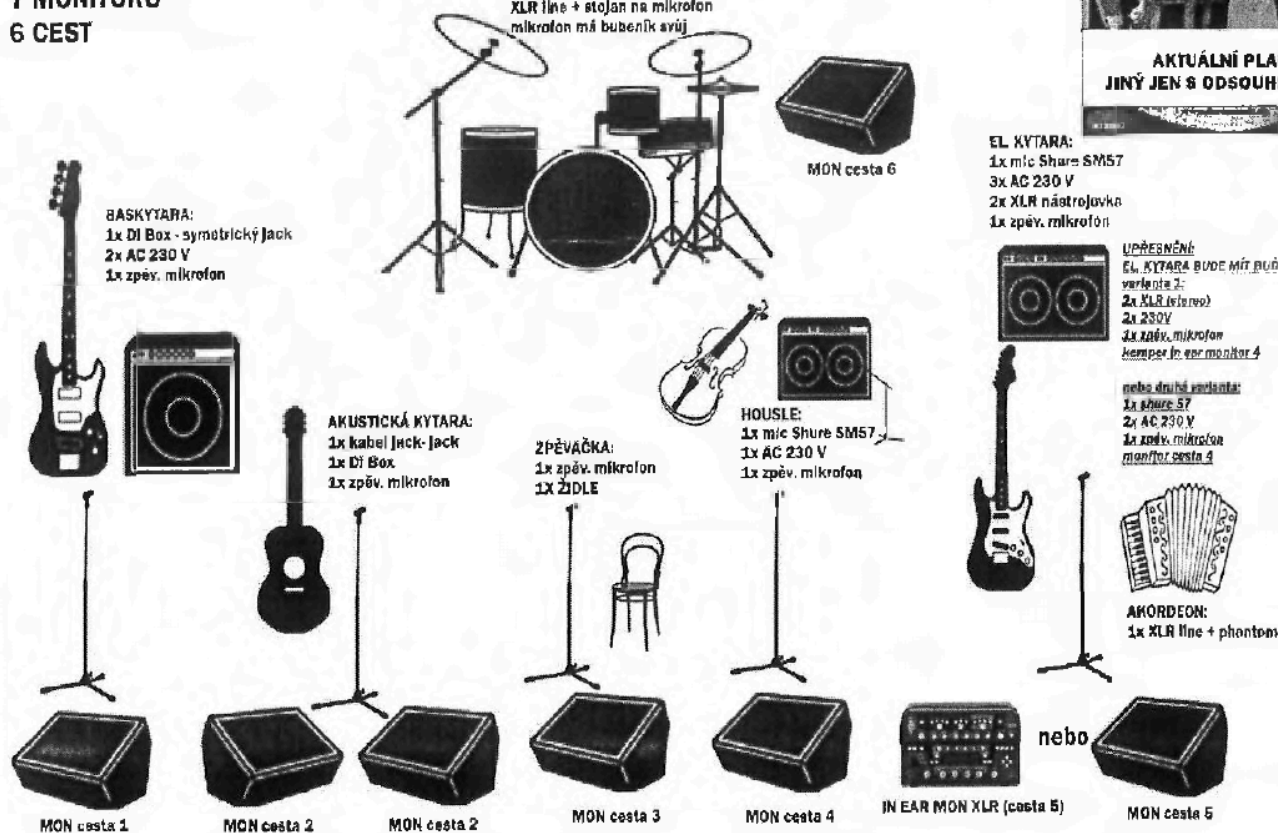 7 MONITORŮ
6 CEST
XLR line + stojan na mikrofon
mikrofon má bubeník svůj
AKTUÁLNÍ
JINÝ JEN S
MON cesta 6
EL. KYTARA:
1x mic Share SM57
3x AC 230 V
2x XLR nástrojovka
1x zpěv. mikrofon
BASKYTARA:
1x DI Box - symetrický jack
2x AC 230 V
1x zpěv. mikrofon
UPŘESNĚNÍ:
EL. KYTARA BUDE MÍT BUĎ
varianta 1:
2x XLR (stereo)
2x 230V
1x zpěv. mikrofon
kemper in ear monitor 4
nebo druhá varianta:
1x shure 57
2x AC 230 V
1x zpěv. mikrofon
monitor cesta 4
AKUSTICKÁ KYTARA:
1x kabel jack- jack
1x DI Box
1x zpěv. mikrofon
ZPĚVAČKA:
1x zpěv. mikrofon
1X ŽIDLE
HOUSLE:
1x mic Shure SM57
1x AC 230 V
1x zpěv. mikrofon
AKORDEON:
1x XLR line + phantom
nebo
MON cesta 1
MON cesta 2
MON cesta 2
MON cesta 3
MON cesta 4
IN EAR MON XLR (cesta 5)
MON cesta 5